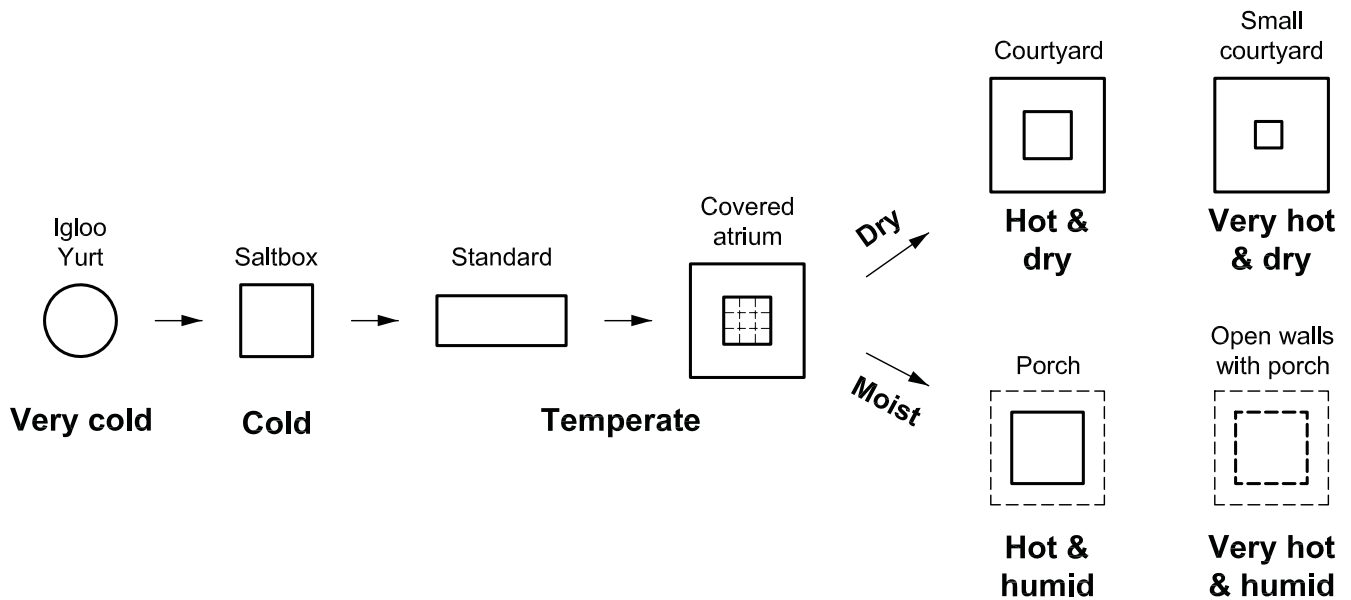 Igloo
Yurt
Very cold
Saltbox
Cold
Standard
Covered
atrium
Temperate
Dry
Moist
Courtyard
Hot &
dry
Small
courtyard
Very hot
& dry
Porch
Hot &
humid
Open walls
with porch
Very hot
& humid